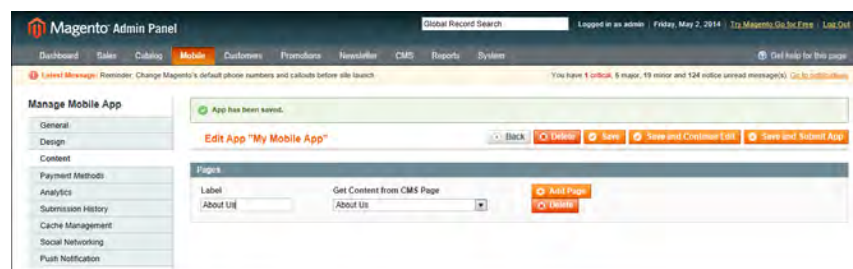 Magento Admin Panel
Global Record Search
Logged in as admin | Friday, May 2, 2014 | Try Magento Go for Free | Log Out
Dashboard Sales Catalog Mobile Customers Promotions Newsletter CMS Reports System
Get help for this page
Latest Message: Reminder: Change Magento's default phone numbers and callouts before site launch
You have 1 critical, 5 major, 19 minor and 124 notice unread message(s). Go to notifications
Manage Mobile App
App has been saved.
General
Edit App "My Mobile App"
Back Delete Save Save and Continue Edit Save and Submit App
Design
Content
Payment Methods
Pages
Analytics
Label Get Content from CMS Page Add Page
Submission History
About Us About Us Delete
Cache Management
Social Networking
Push Notification